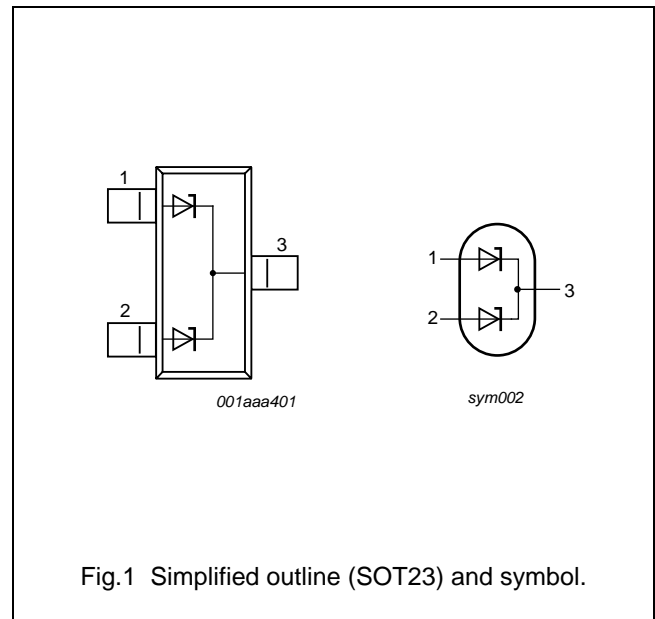 1
2
3
001aaa401
1
2
3
sym002
Fig.1 Simplified outline (SOT23) and symbol.